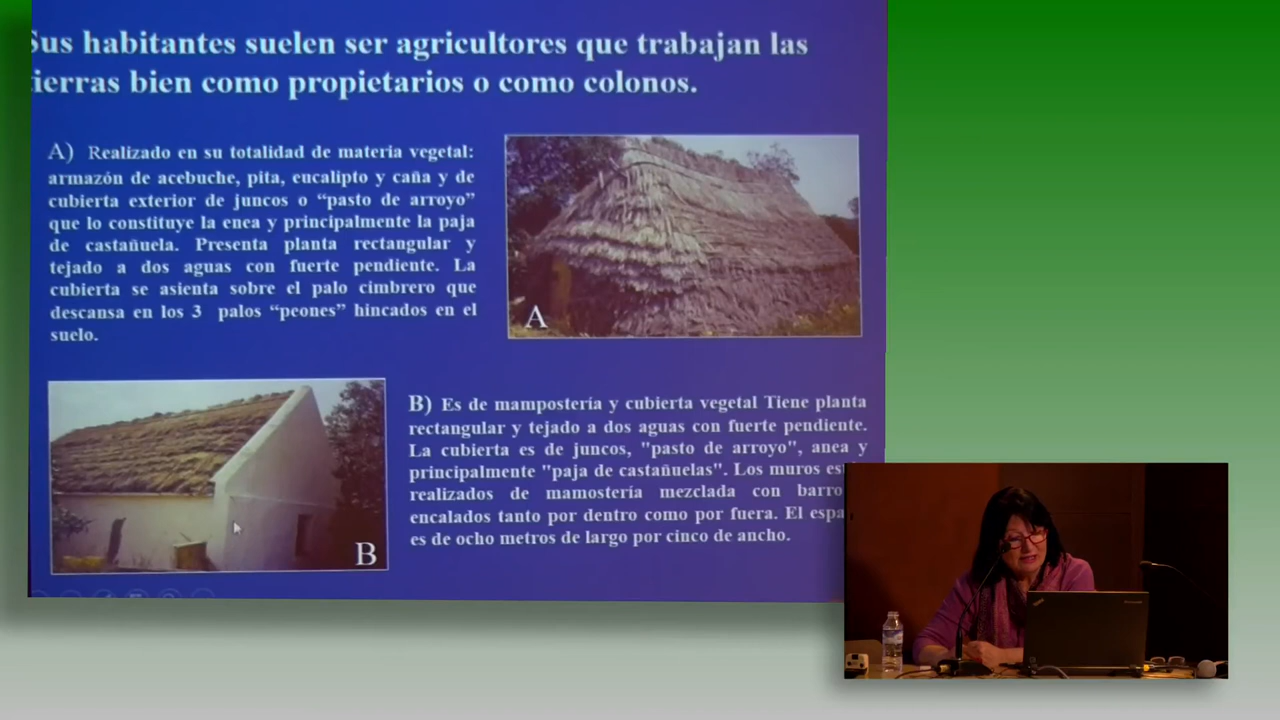 Sus habitantes suelen ser agricultores que trabajan las
tierras bien como propietarios o como colonos.
A) Realizado en su totalidad de materia vegetal:
armazón de acebuche, pita, eucalipto y caña y de
cubierta exterior de juncos o “pasto de arroyo”
que lo constituye la enea y principalmente la paja
de castañuela. Presenta planta rectangular y
tejado a dos aguas con fuerte pendiente. La
cubierta se asienta sobre el palo cimbrero que
descansa en los 3 palos “peones” hincados en el
suelo.
A
B) Es de mampostería y cubierta vegetal Tiene planta
rectangular y tejado a dos aguas con fuerte pendiente.
La cubierta es de juncos, "pasto de arroyo", anea y
principalmente "paja de castañuelas". Los muros
realizados de mamostería mezclada con barro
encalados tanto por dentro como por fuera. El
es de ocho metros de largo por cinco de ancho.
B